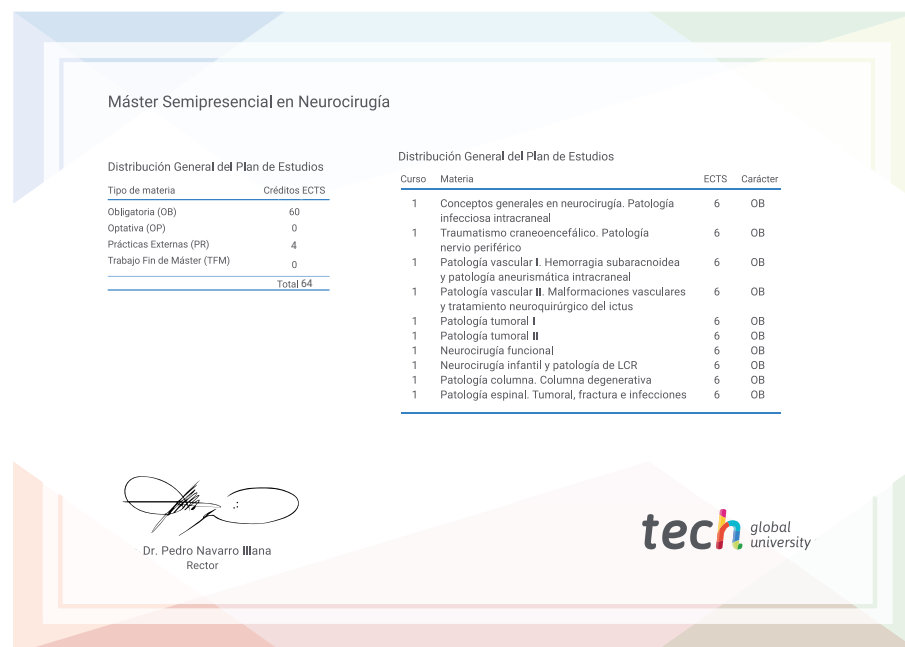 Máster Semipresencial en Neurocirugía
Distribución General del Plan de Estudios
Tipo de materia Créditos ECTS
Obligatoria (OB) 60
Optativa (OP) 0
Prácticas Externas (PR) 4
Trabajo Fin de Máster (TFM) 0
Total 64
Distribución General del Plan de Estudios
Curso Materia ECTS Carácter
1 Conceptos generales en neurocirugía. Patología 6 OB
infecciosa intracraneal
1 Traumatismo craneoencefálico. Patología 6 OB
nervio periférico
1 Patología vascular I. Hemorragia subaracnoidea 6 OB
y patología aneurismática intracraneal
1 Patología vascular II. Malformaciones vasculares 6 OB
y tratamiento neuroquirúrgico del ictus
1 Patología tumoral I 6 OB
1 Patología tumoral II 6 OB
1 Neurocirugía funcional 6 OB
1 Neurocirugía infantil y patología de LCR 6 OB
1 Patología columna. Columna degenerativa 6 OB
1 Patología espinal. Tumoral, fractura e infecciones 6 OB
Dr. Pedro Navarro Illana
Rector
tech global
university